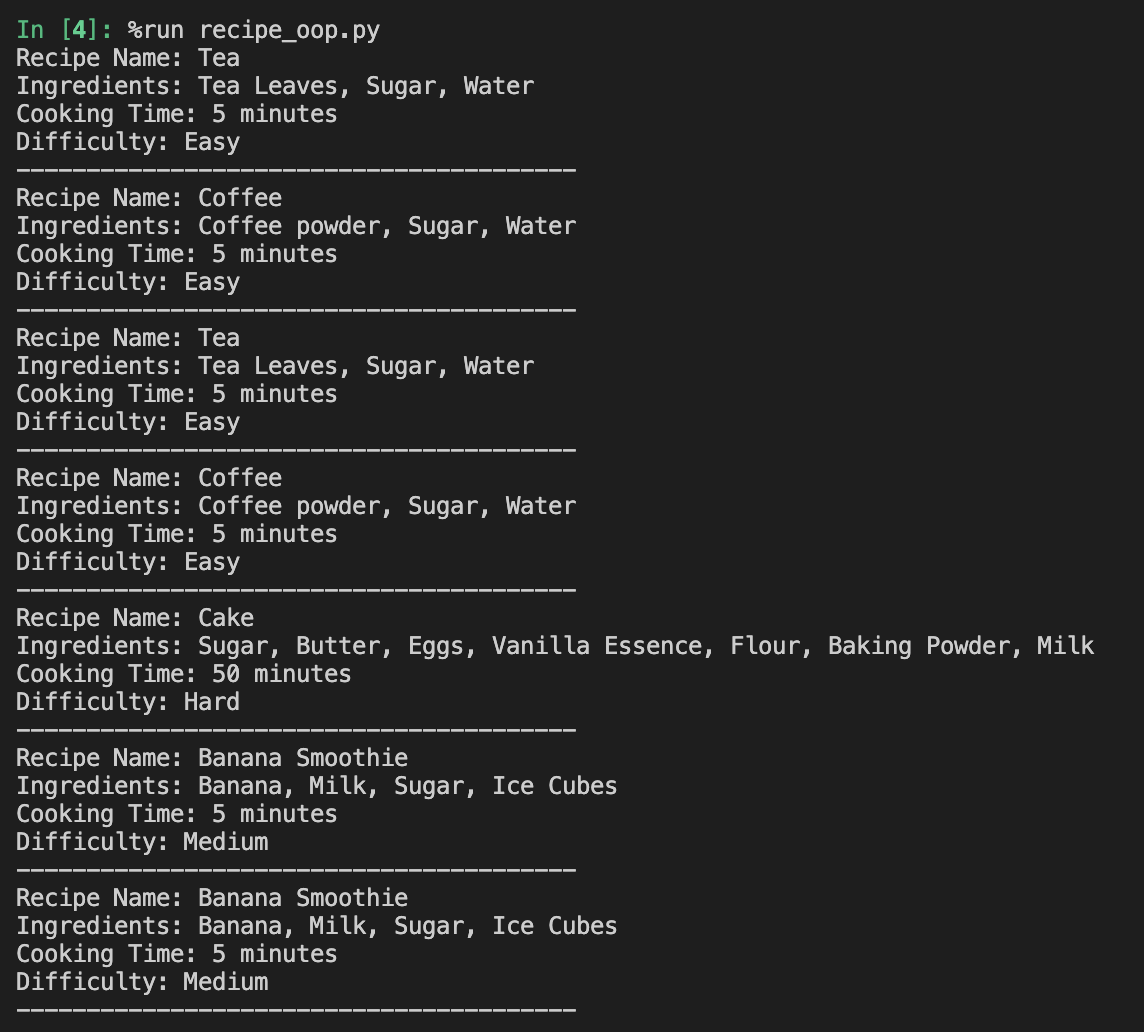 In [4]: %run recipe_oop.py
Recipe Name: Tea
Ingredients: Tea Leaves, Sugar, Water
Cooking Time: 5 minutes
Difficulty: Easy
----------------------------------------
Recipe Name: Coffee
Ingredients: Coffee powder, Sugar, Water
Cooking Time: 5 minutes
Difficulty: Easy
----------------------------------------
Recipe Name: Tea
Ingredients: Tea Leaves, Sugar, Water
Cooking Time: 5 minutes
Difficulty: Easy
----------------------------------------
Recipe Name: Coffee
Ingredients: Coffee powder, Sugar, Water
Cooking Time: 5 minutes
Difficulty: Easy
----------------------------------------
Recipe Name: Cake
Ingredients: Sugar, Butter, Eggs, Vanilla Essence, Flour, Baking Powder, Milk
Cooking Time: 50 minutes
Difficulty: Hard
----------------------------------------
Recipe Name: Banana Smoothie
Ingredients: Banana, Milk, Sugar, Ice Cubes
Cooking Time: 5 minutes
Difficulty: Medium
----------------------------------------
Recipe Name: Banana Smoothie
Ingredients: Banana, Milk, Sugar, Ice Cubes
Cooking Time: 5 minutes
Difficulty: Medium
----------------------------------------